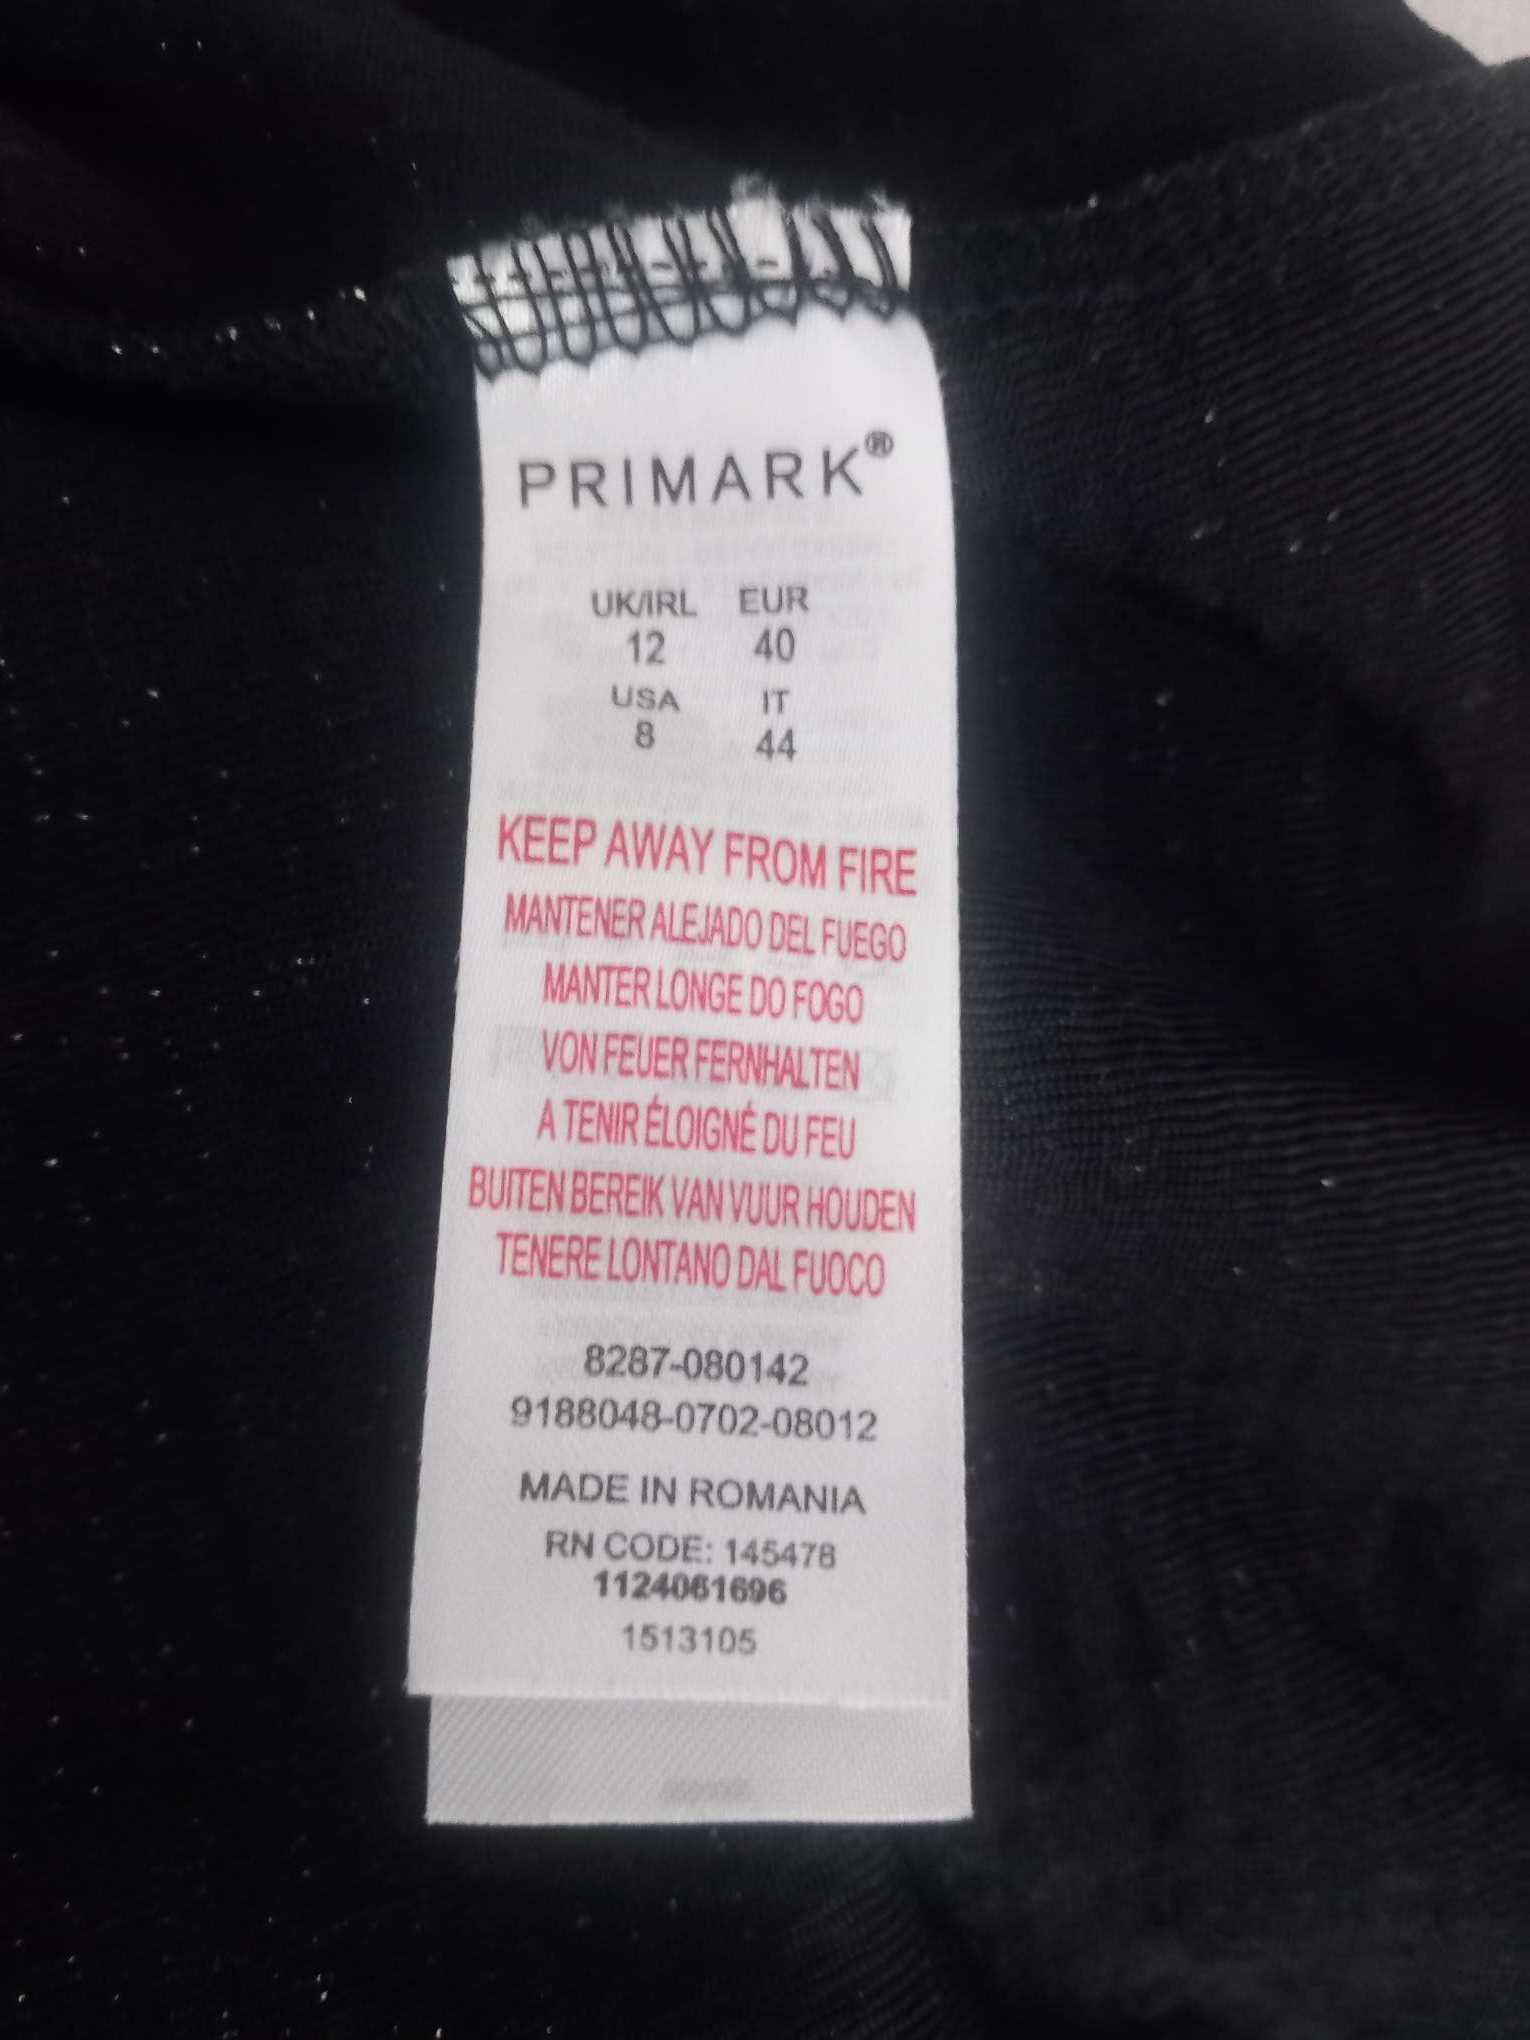 PRIMARK®
UK/IRL EUR
12 40
USA IT
8 44
KEEP AWAY FROM FIRE
MANTENER ALEJADO DEL FUEGO
MANTER LONGE DO FOGO
VON FEUER FERNHALTEN
A TENIR ÉLOIGNÉ DU FEU
BUITEN BEREIK VAN VUUR HOUDEN
TENERE LONTANO DAL FUOCO
8287-080142
9188048-0702-08012
MADE IN ROMANIA
RN CODE: 145478
1124061696
1513105